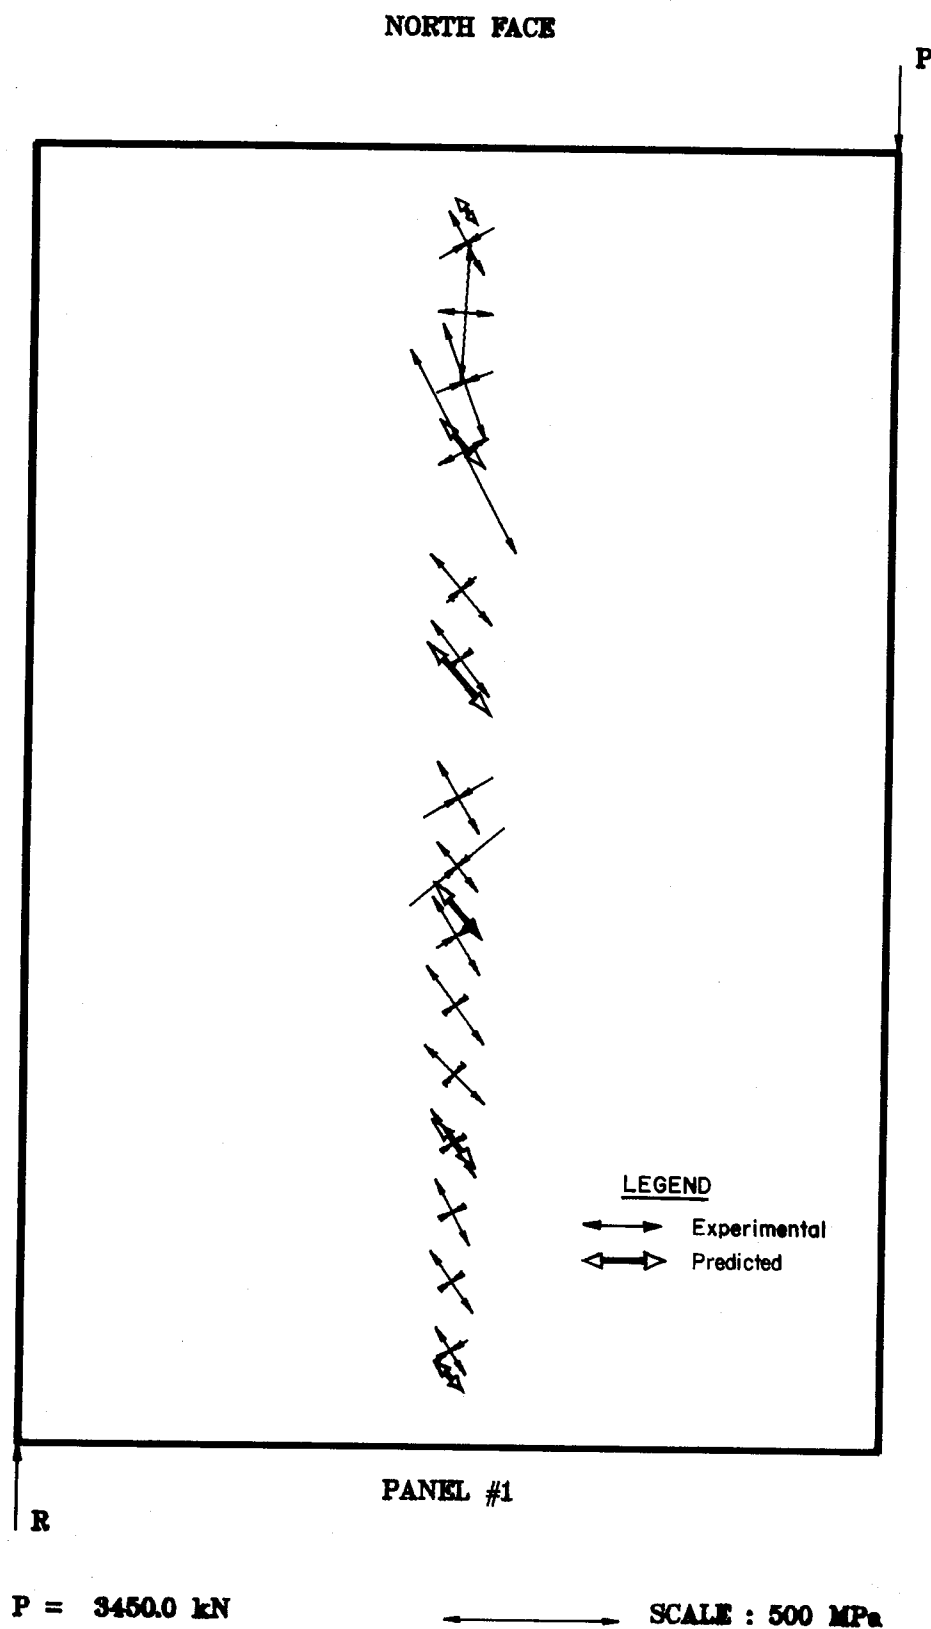 NORTH FACE
P
LEGEND
Experimental
Predicted
PANEL #1
R
P = 3450.0 kN
SCALE : 500 MPa